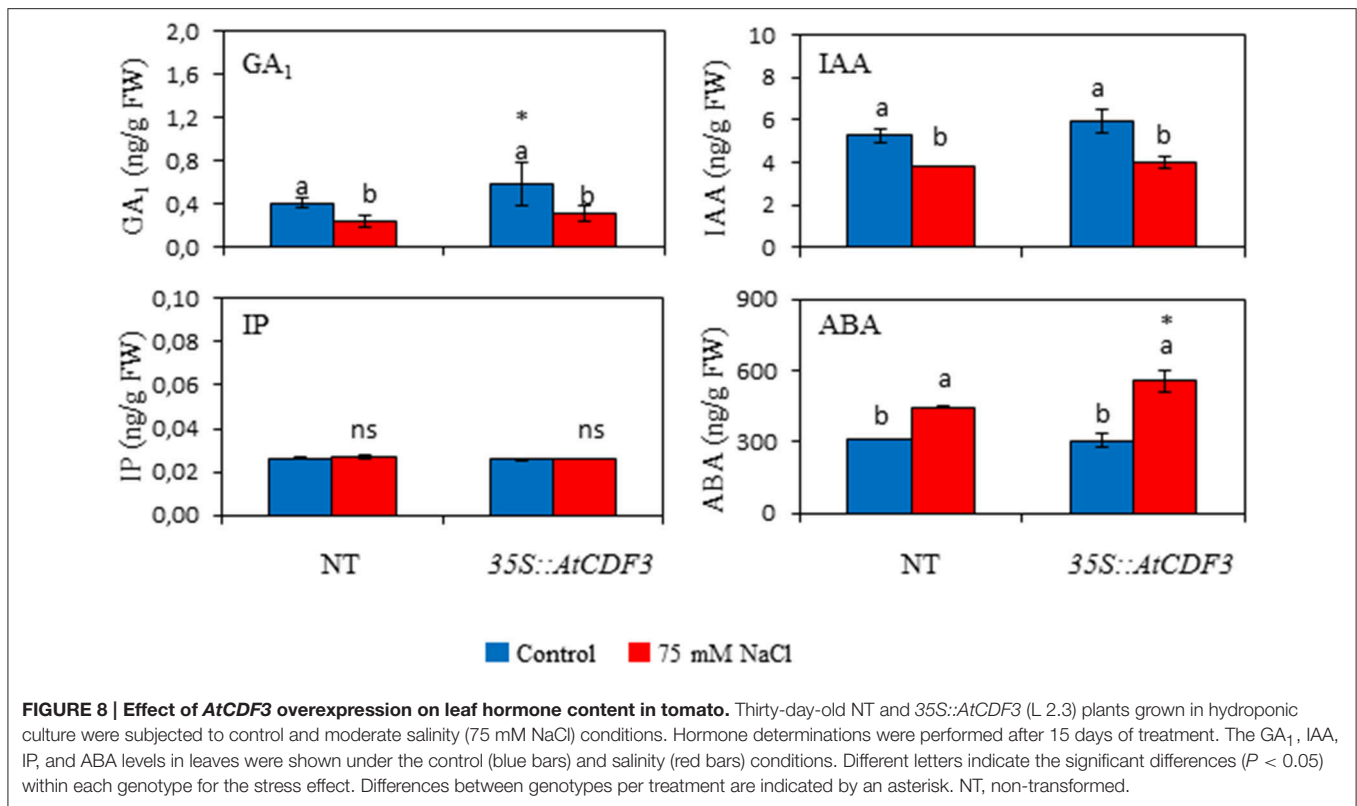 2,0
1,6
1,2
0,8
0,4
0,0
GA1 (ng/g FW)
GA1
a
b
*
a
b
10
8
6
4
2
0
IAA (ng/g FW)
IAA
a
b
a
b
0,10
0,08
0,06
0,04
0,02
0,00
IP (ng/g FW)
IP
ns
ns
NT
35S::AtCDF3
900
600
300
0
ABA (ng/g FW)
ABA
b
a
b
*
a
NT
35S::AtCDF3
Control 75 mM NaCl
FIGURE 8 | Effect of AtCDF3 overexpression on leaf hormone content in tomato. Thirty-day-old NT and 35S::AtCDF3 (L 2.3) plants grown in hydroponic
culture were subjected to control and moderate salinity (75 mM NaCl) conditions. Hormone determinations were performed after 15 days of treatment. The GA1, IAA,
IP, and ABA levels in leaves were shown under the control (blue bars) and salinity (red bars) conditions. Different letters indicate the significant differences (P < 0.05)
within each genotype for the stress effect. Differences between genotypes per treatment are indicated by an asterisk. NT, non-transformed.